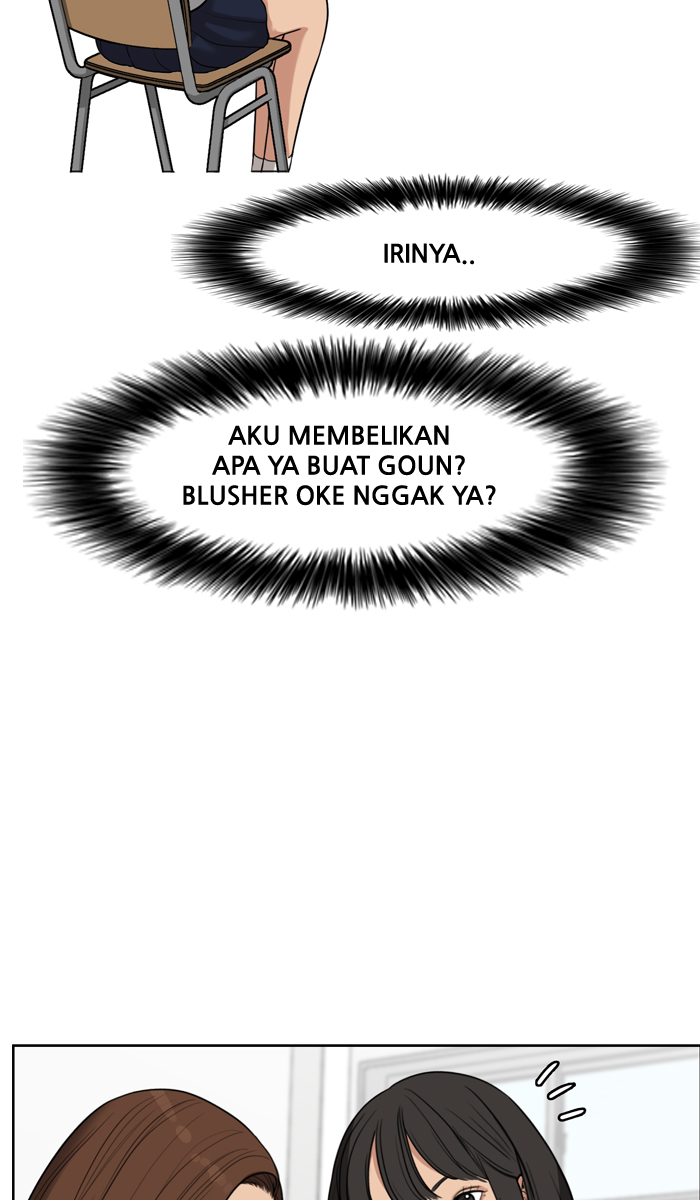 IRINYA..
AKU MEMBELIKAN
APA YA BUAT GOUN?
BLUSHER OKE NGGAK YA?